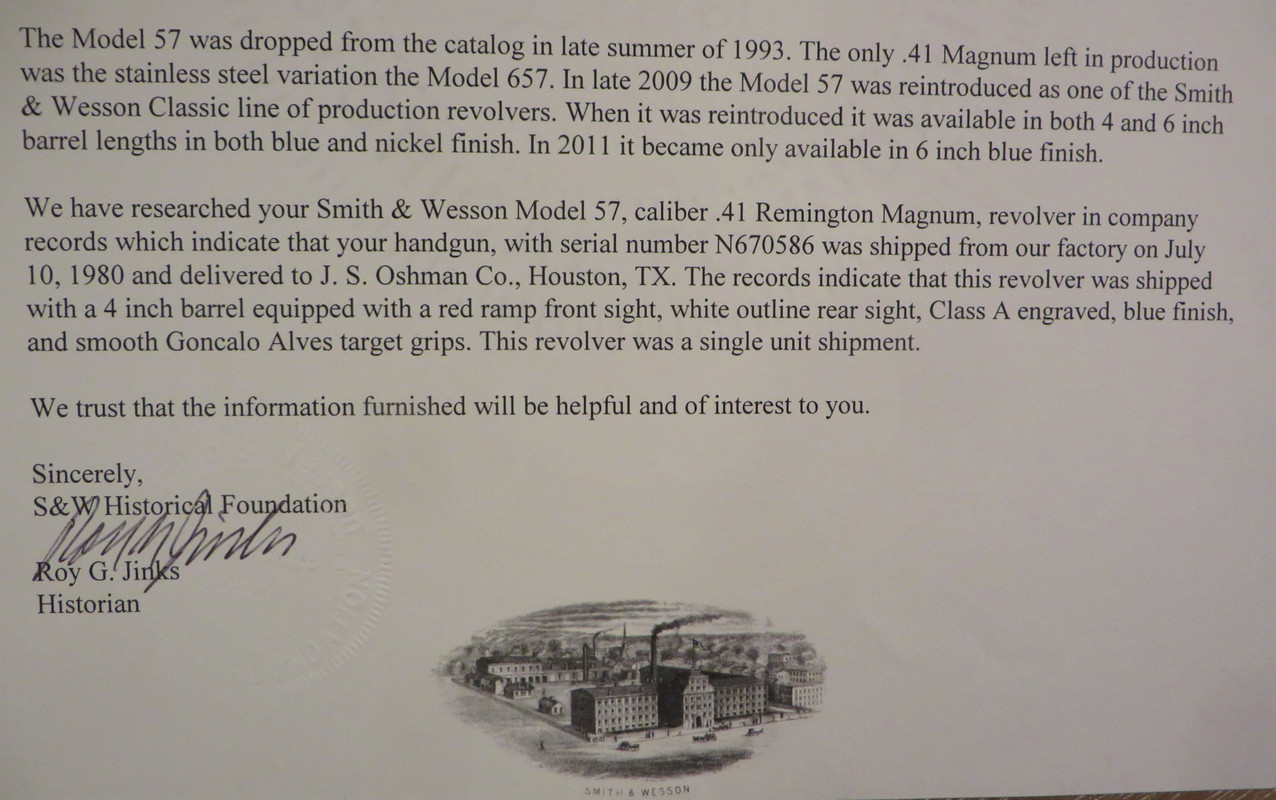 The Model 57 was dropped from the catalog in late summer of 1993. The only .41 Magnum left in production
was the stainless steel variation the Model 657. In late 2009 the Model 57 was reintroduced as one of the Smith
& Wesson Classic line of production revolvers. When it was reintroduced it was available in both 4 and 6 inch
barrel lengths in both blue and nickel finish. In 2011 it became only available in 6 inch blue finish.
We have researched your Smith & Wesson Model 57, caliber .41 Remington Magnum, revolver in company
records which indicate that your handgun, with serial number N670586 was shipped from our factory on July
10, 1980 and delivered to J. S. Oshman Co., Houston, TX. The records indicate that this revolver was shipped
with a 4 inch barrel equipped with a red ramp front sight, white outline rear sight, Class A engraved, blue finish,
and smooth Goncalo Alves target grips. This revolver was a single unit shipment.
We trust that the information furnished will be helpful and of interest to you.
Sincerely,
S&W Historical Foundation
Roy G. Jinks
Historian
SMITH & WESSON